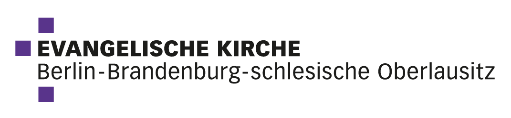 EVANGELISCHE KIRCHE
Berlin-Brandenburg-schlesische Oberlausitz